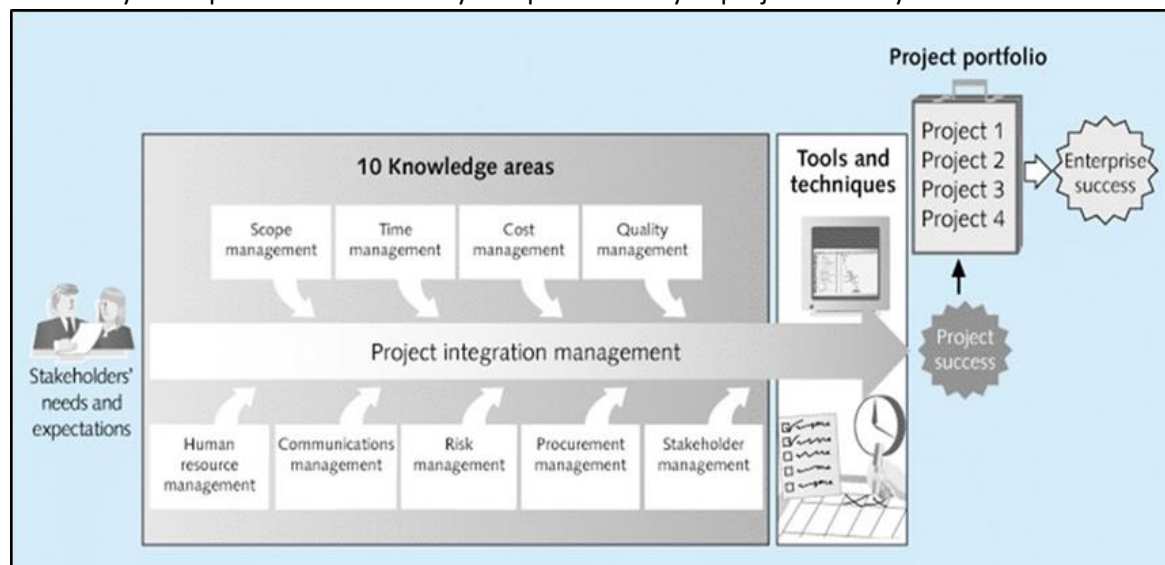 Project portfolio
Project 1
Project 2
Project 3
Project 4
Enterprise
success
10 Knowledge areas
Tools and
techniques
Scope
management
Time
management
Cost
management
Quality
management
Project integration management
Project
success
Stakeholders'
needs and
expectations
Human
resource
management
Communications
management
Risk
management
Procurement
management
Stakeholder
management